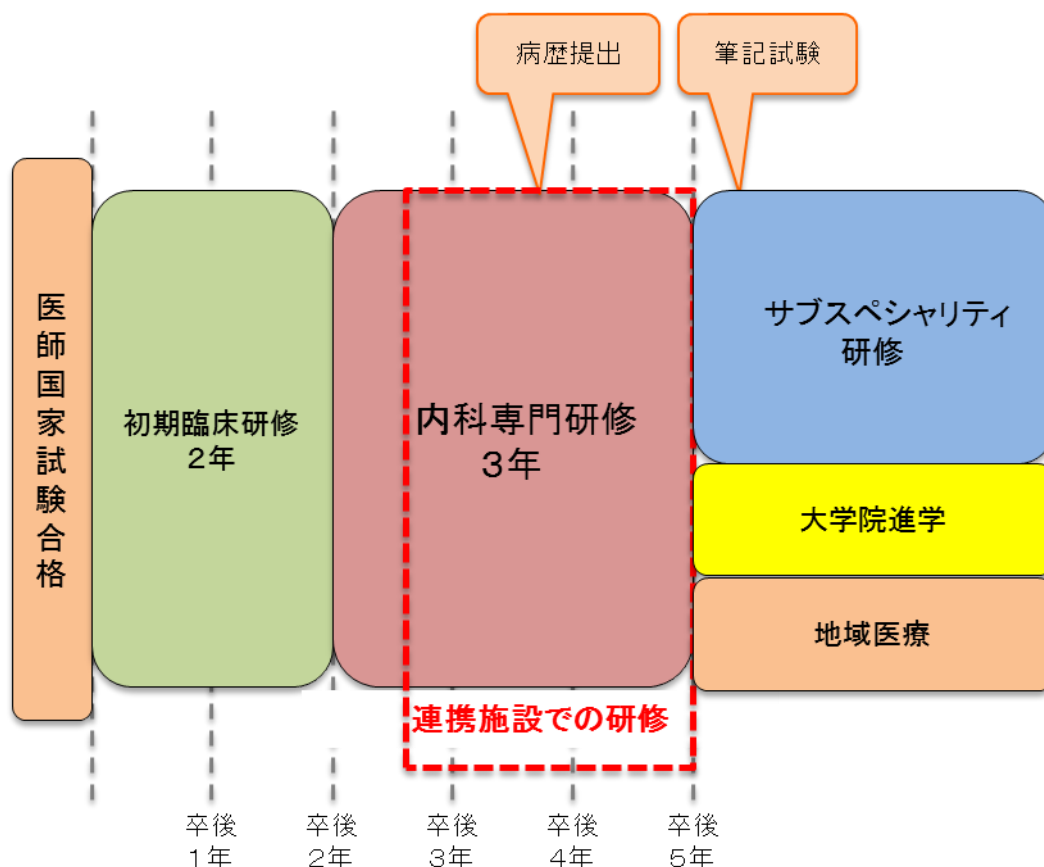 病歴提出
筆記試験
医師国家試験合格
初期臨床研修
2年
内科専門研修
3年
サブスペシャリティ
研修
大学院進学
地域医療
連携施設での研修
卒後
1年
卒後
2年
卒後
3年
卒後
4年
卒後
5年